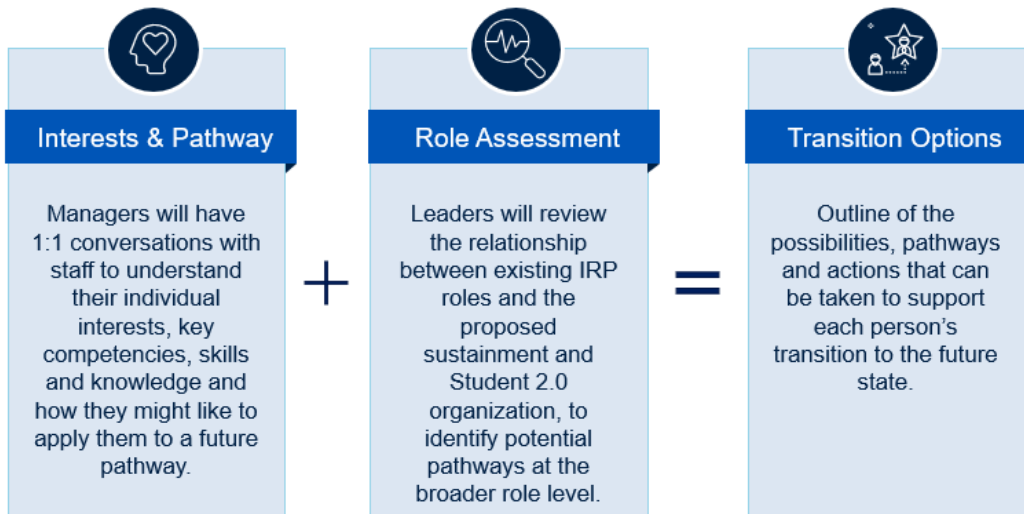 Interests & Pathway
Managers will have
1:1 conversations with
staff to understand
their individual
interests, key
competencies, skills
and knowledge and
how they might like to
apply them to a future
pathway.
+
Role Assessment
Leaders will review
the relationship
between existing IRP
roles and the
proposed
sustainment and
Student 2.0
organization, to
identify potential
pathways at the
broader role level.
=
Transition Options
Outline of the
possibilities, pathways
and actions that can
be taken to support
each person’s
transition to the future
state.